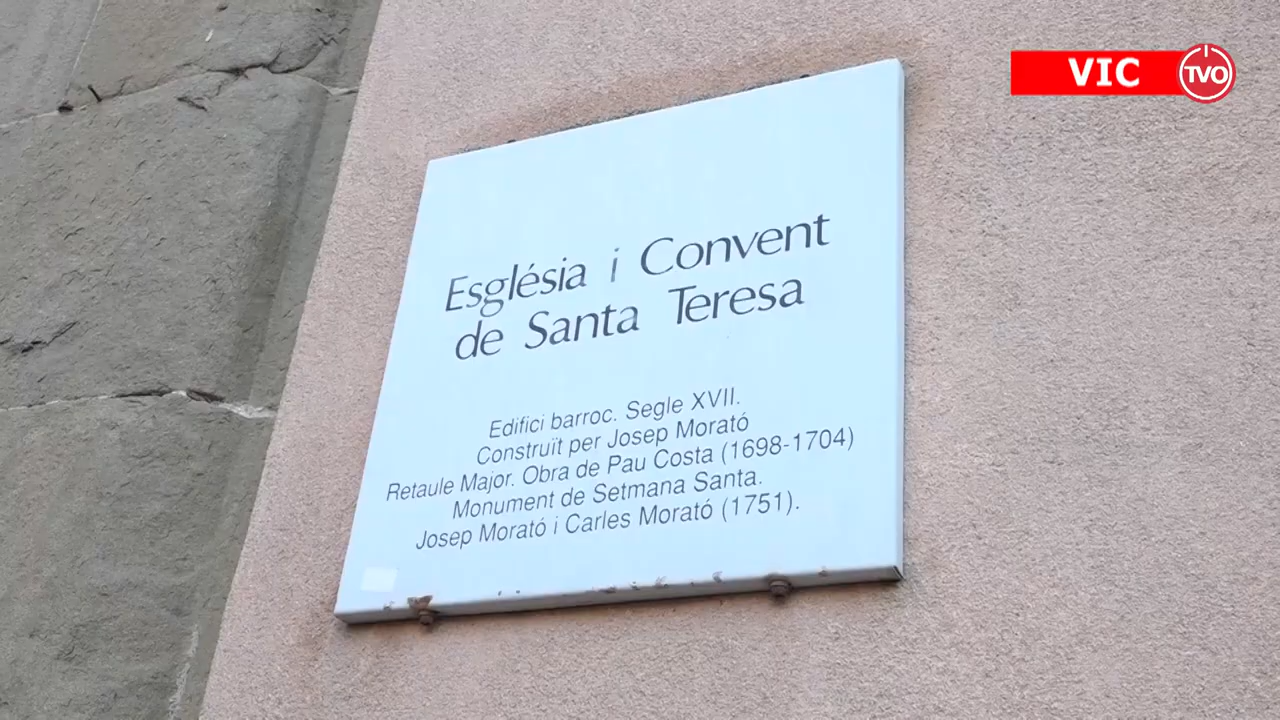 VIC
TVO
Església i Convent
de Santa Teresa
Edifici barroc. Segle XVII.
Construït per Josep Morató
Retaule Major. Obra de Pau Costa (1698-1704)
Monument de Setmana Santa.
Josep Morató i Carles Morató (1751).